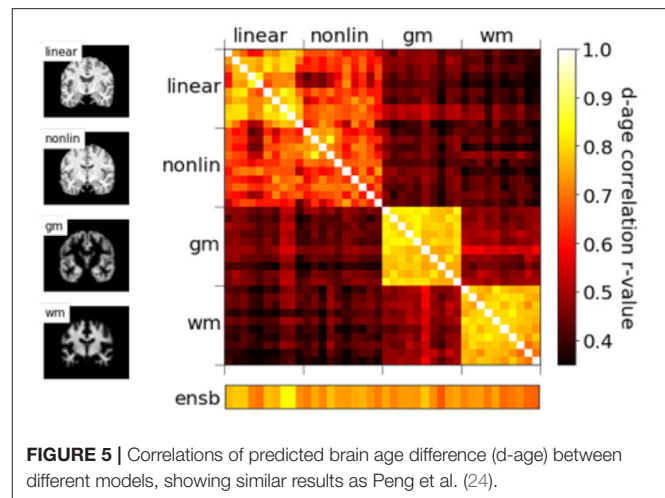 linear nonlin gm wm
linear
nonlin
gm
wm
linear
nonlin
gm
wm
ensb
1.0
0.9
0.8
0.7
0.6
0.5
0.4
d-age correlation r-value
FIGURE 5 | Correlations of predicted brain age difference (d-age) between
different models, showing similar results as Peng et al. (24).